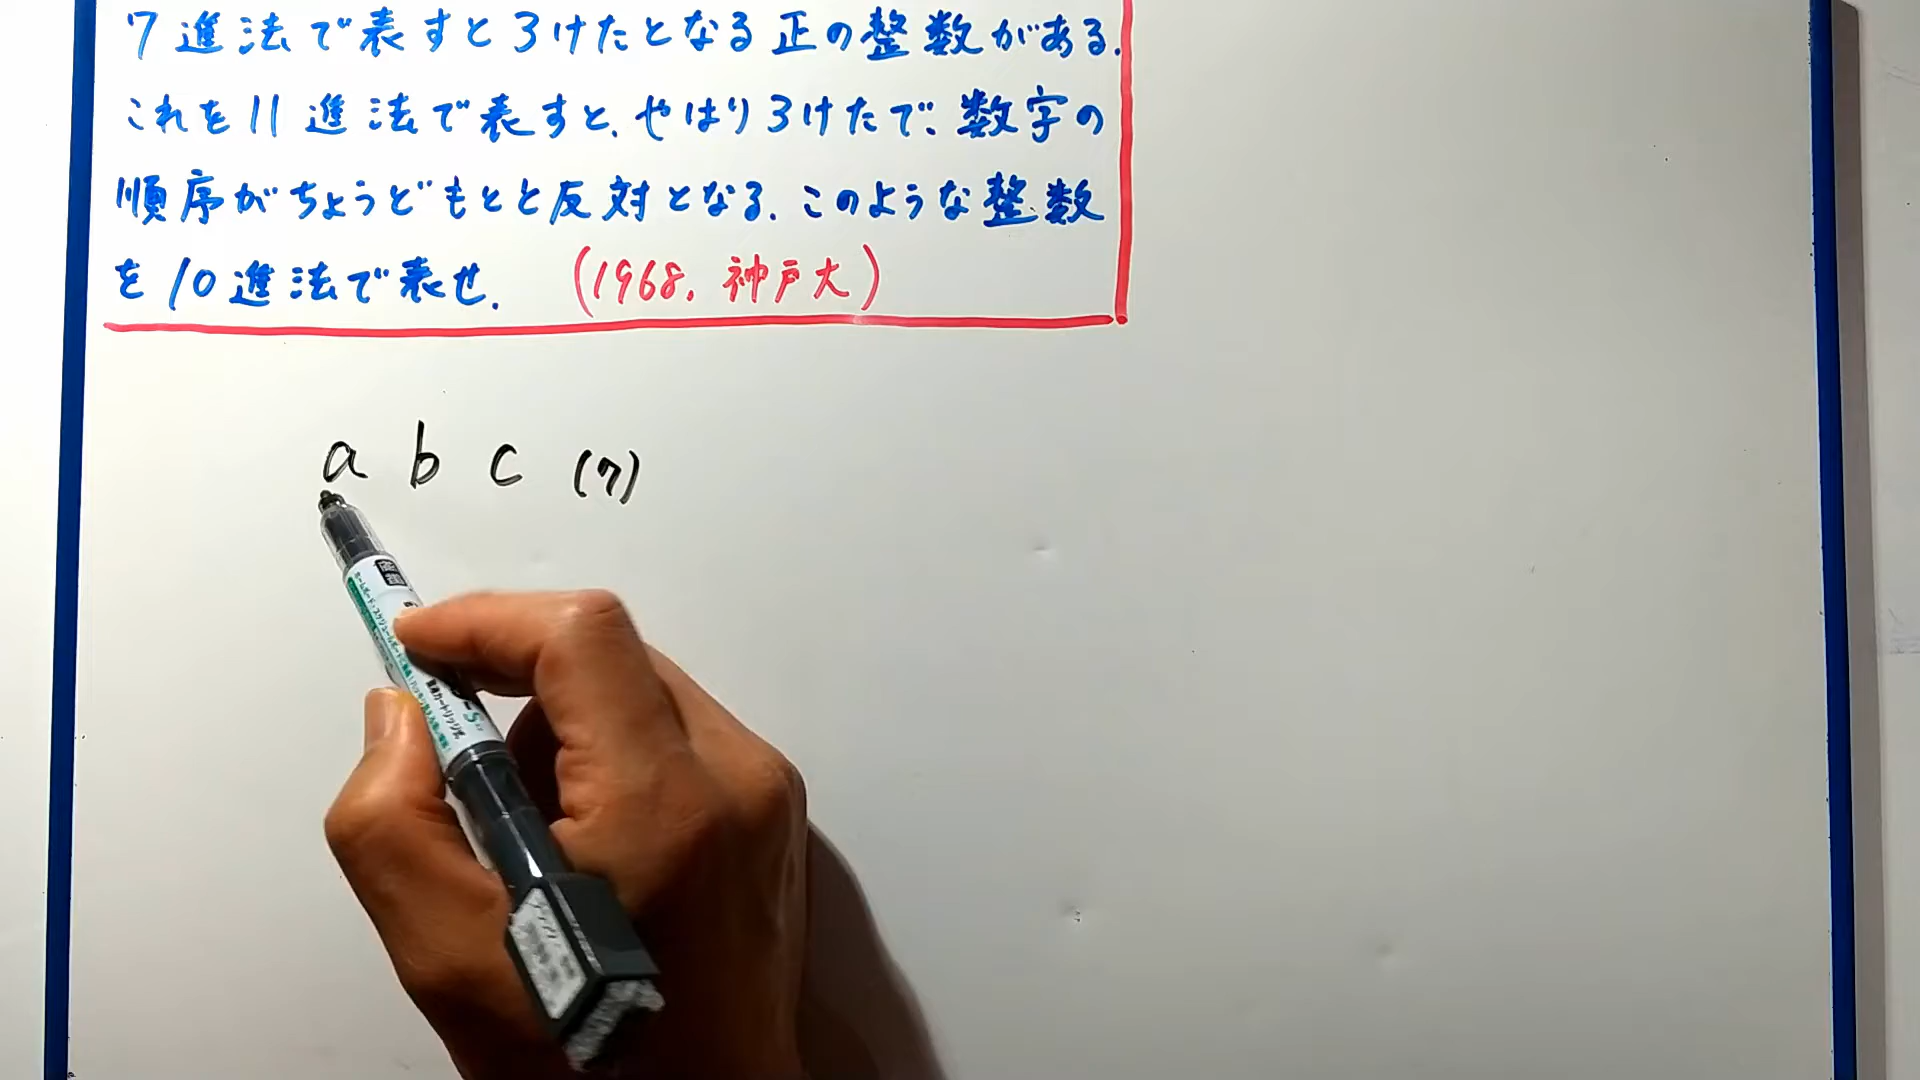 7進法で表すと3けたとなる正の整数がある.
これを11進法で表すと、やはり3けたで、数字の
順序がちょうどもとと反対となる.このような整数
を10進法で表せ. (1968, 神戸大)
a b c (7)